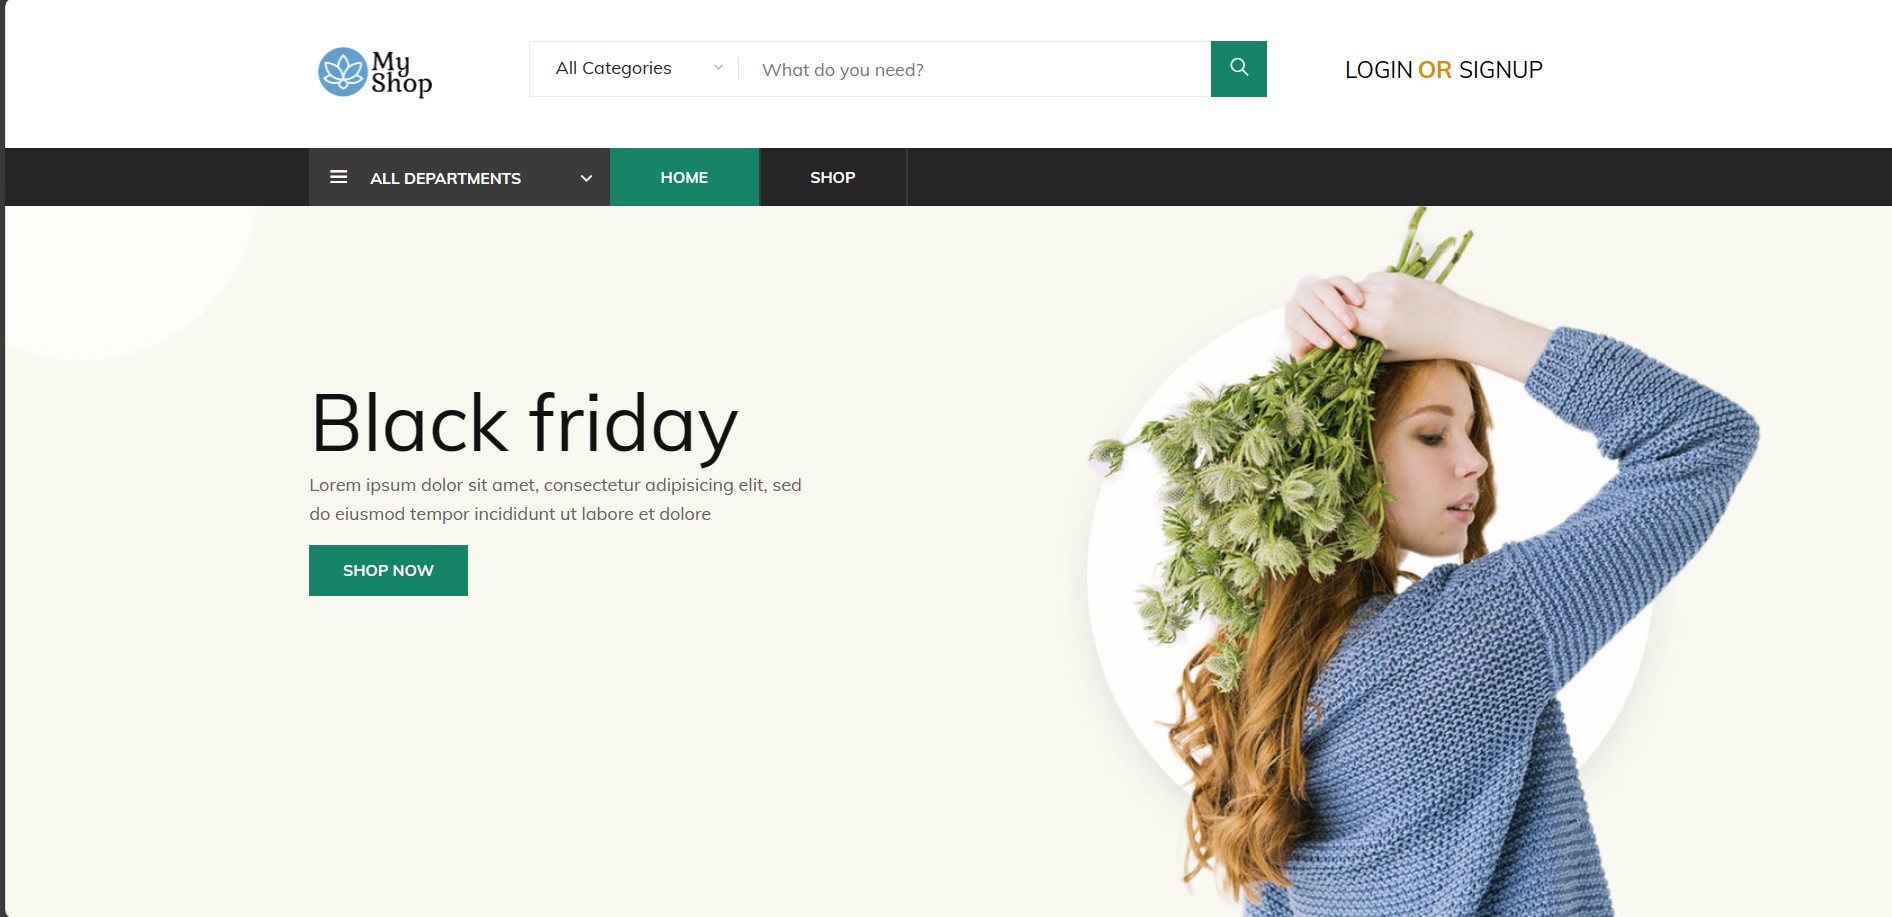 My
Shop
All Categories
What do you need?
LOGIN OR SIGNUP
ALL DEPARTMENTS
HOME
SHOP
Black friday
Lorem ipsum dolor sit amet, consectetur adipisicing elit, sed
do eiusmod tempor incididunt ut labore et dolore
SHOP NOW